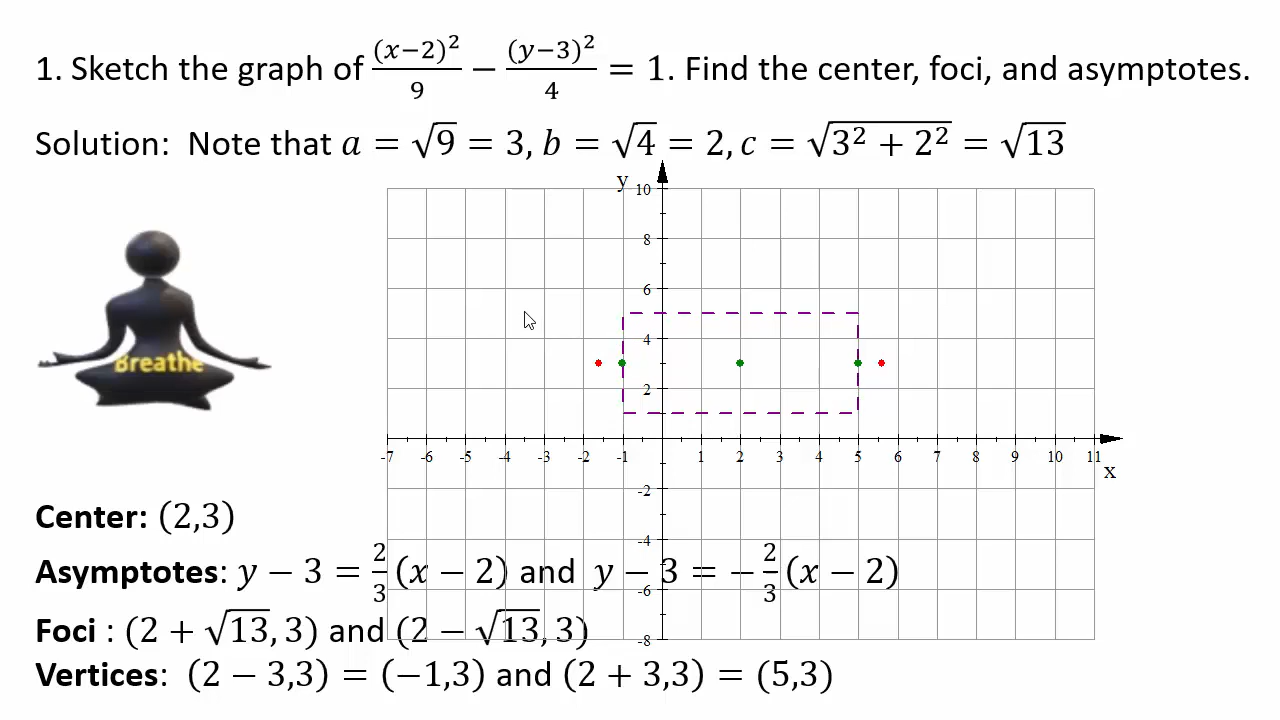 1. Sketch the graph of (x−2)²/9 − (y−3)²/4 = 1. Find the center, foci, and asymptotes.
Solution: Note that a = √9 = 3, b = √4 = 2, c = √(3² + 2²) = √13
y
10
8
6
4
2
-7 -6 -5 -4 -3 -2 -1 1 2 3 4 5 6 7 8 9 10 11
x
-2
-4
-6
-8
Breathe
Center: (2,3)
Asymptotes: y − 3 = 2/3 (x − 2) and y − 3 = −2/3 (x − 2)
Foci : (2 + √13, 3) and (2 − √13, 3)
Vertices: (2 − 3,3) = (−1,3) and (2 + 3,3) = (5,3)